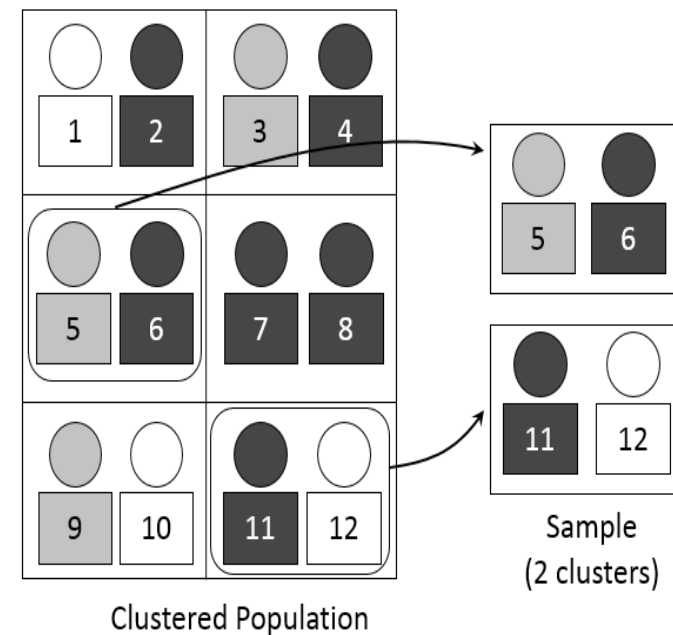 1 2 3 4
5 6 7 8
9 10 11 12
5 6
11 12
Sample
(2 clusters)
Clustered Population